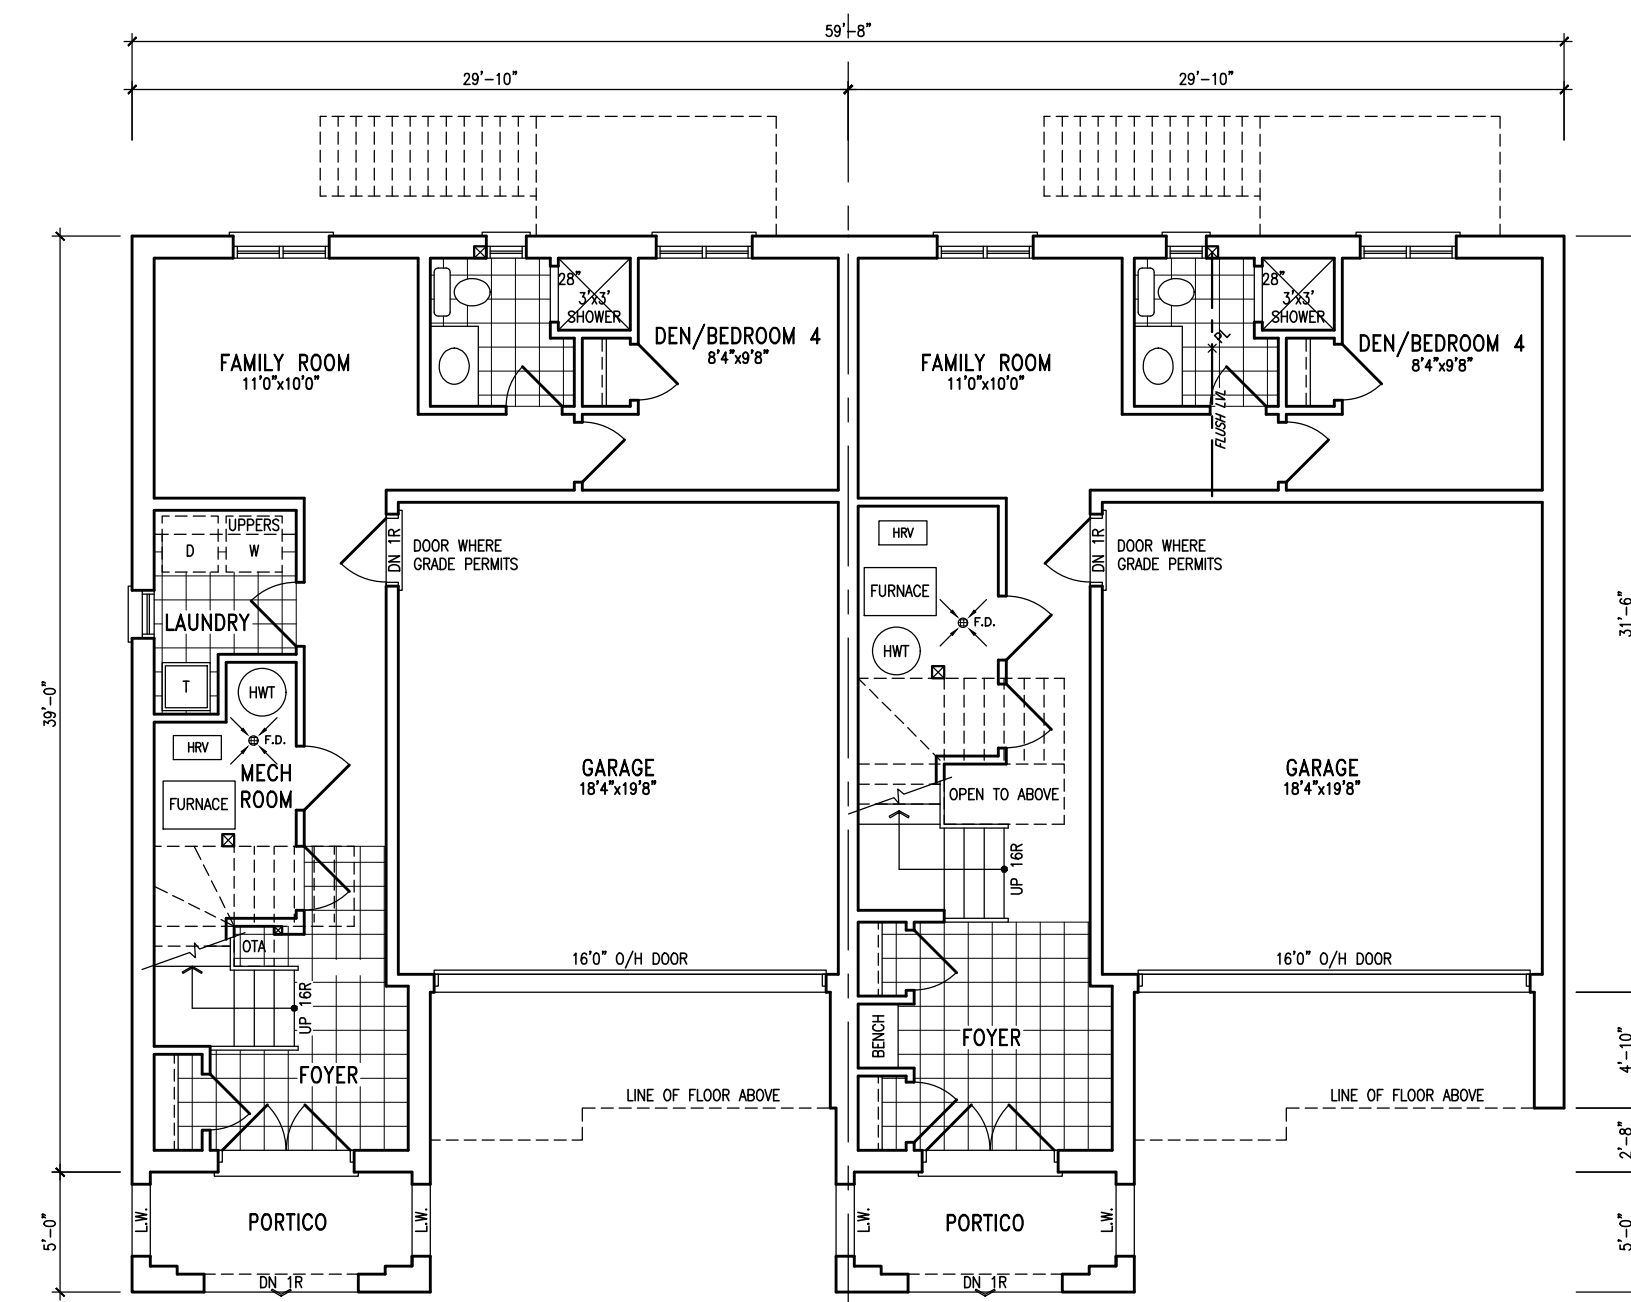 59'-8"
29'-10"
29'-10"
28"
3'x3'
SHOWER
28"
3'x3'
SHOWER
FAMILY ROOM
11'0"x10'0"
DEN/BEDROOM 4
8'4"x9'8"
FAMILY ROOM
11'0"x10'0"
PL
FLUSH LVL
DEN/BEDROOM 4
8'4"x9'8"
UPPERS
D
W
LAUNDRY
T
DN 1R
DOOR WHERE
GRADE PERMITS
HRV
FURNACE
F.D.
HWT
DN 1R
DOOR WHERE
GRADE PERMITS
31'-6"
39'-0"
HWT
HRV
F.D.
MECH
ROOM
FURNACE
GARAGE
18'4"x19'8"
OPEN TO ABOVE
GARAGE
18'4"x19'8"
UP 16R
OTA
UP 16R
16'0" O/H DOOR
16'0" O/H DOOR
FOYER
BENCH
FOYER
4'-10"
LINE OF FLOOR ABOVE
LINE OF FLOOR ABOVE
2'-8"
5'-0"
L.W.
PORTICO
L.W.
L.W.
PORTICO
L.W.
5'-0"
DN 1R
DN 1R